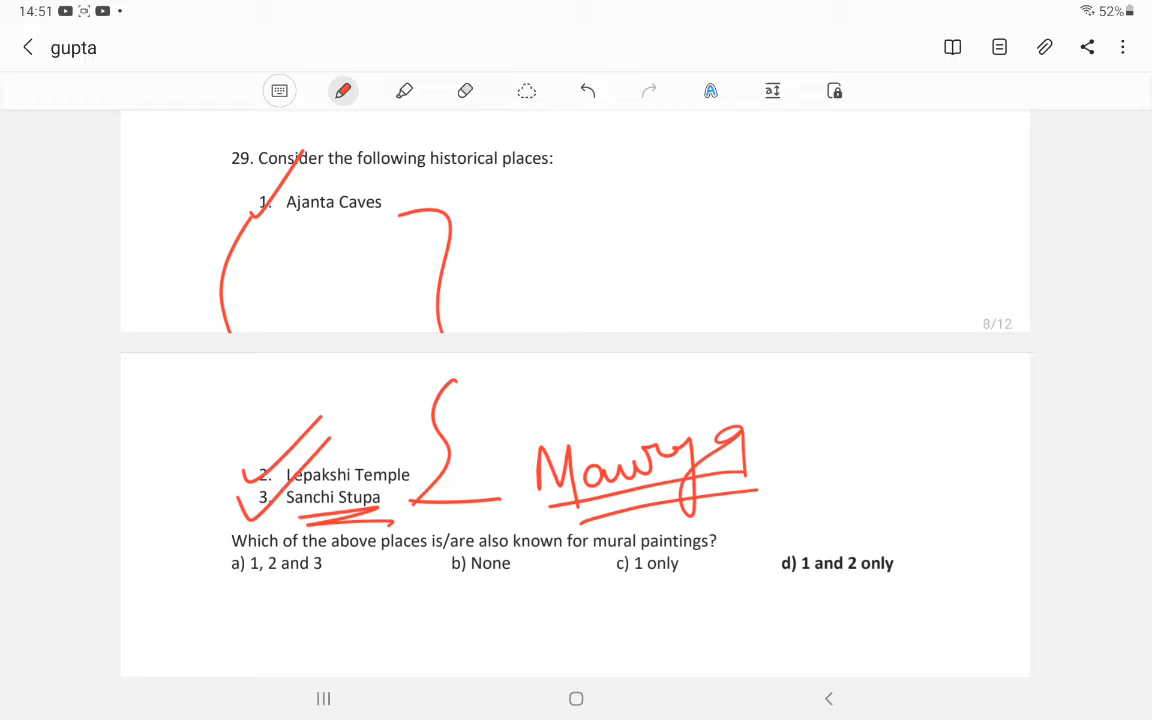 14:51
52%
gupta
29. Consider the following historical places:
1. Ajanta Caves
8/12
2. Lepakshi Temple
3. Sanchi Stupa
Maurya
Which of the above places is/are also known for mural paintings?
a) 1, 2 and 3 b) None c) 1 only d) 1 and 2 only